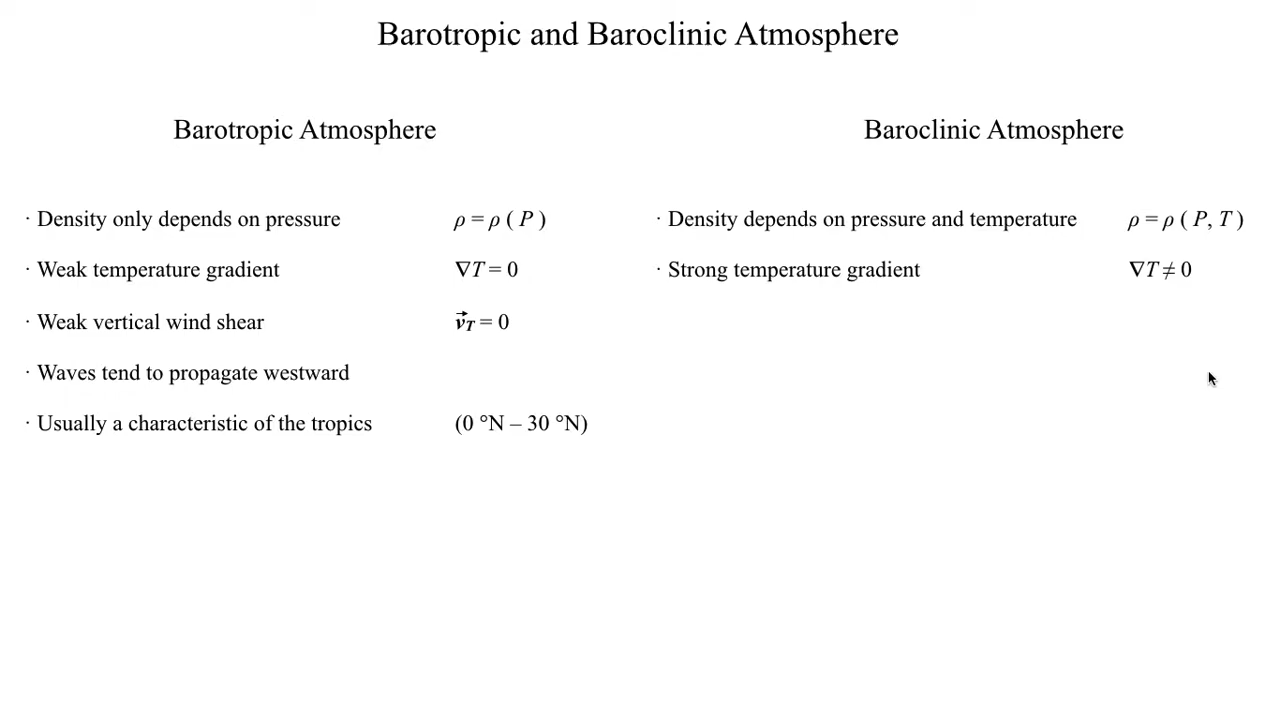 Barotropic and Baroclinic Atmosphere
Barotropic Atmosphere
· Density only depends on pressure ρ = ρ ( P )
· Weak temperature gradient ∇T = 0
· Weak vertical wind shear v⃗_T = 0
· Waves tend to propagate westward
· Usually a characteristic of the tropics (0 °N – 30 °N)
Baroclinic Atmosphere
· Density depends on pressure and temperature ρ = ρ ( P, T )
· Strong temperature gradient ∇T ≠ 0